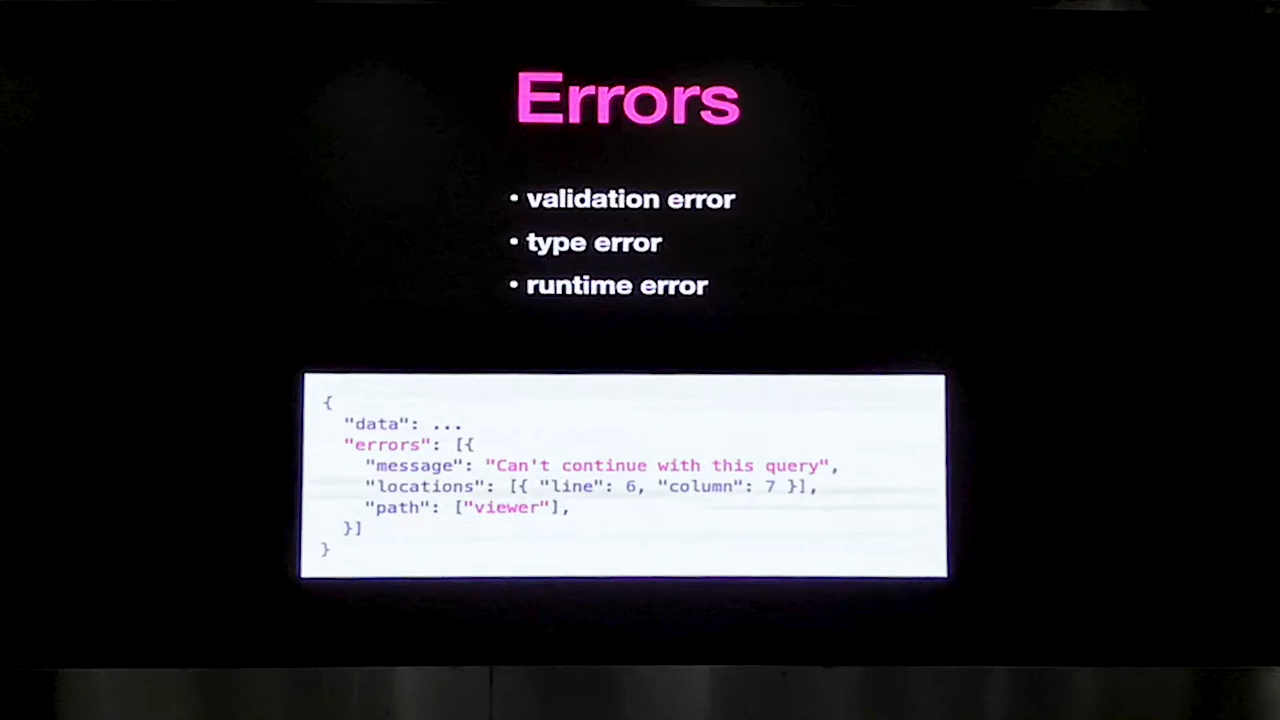 Errors
• validation error
• type error
• runtime error
{
  "data": ...
  "errors": [{
    "message": "Can't continue with this query",
    "locations": [{ "line": 6, "column": 7 }],
    "path": ["viewer"],
  }]
}